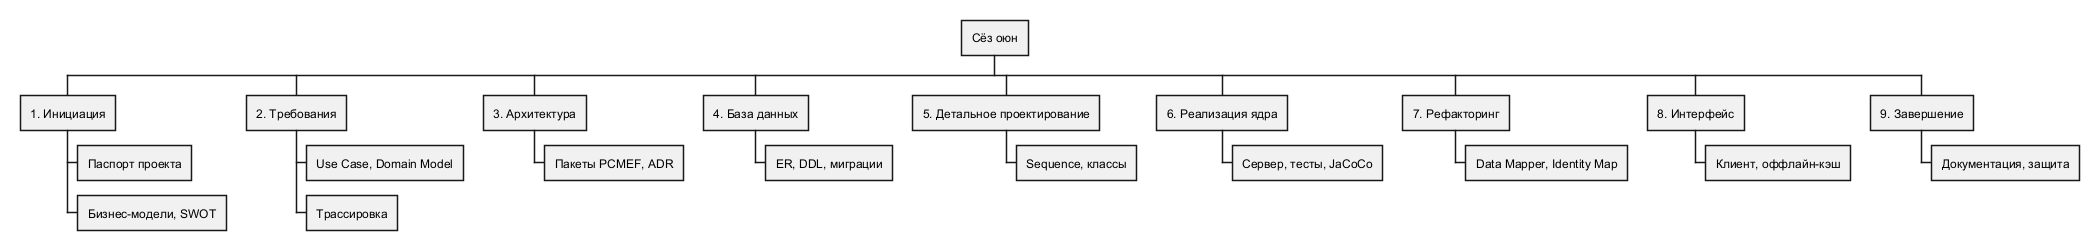 Сёз оюн
1. Инициация
2. Требования
3. Архитектура
4. База данных
5. Детальное проектирование
6. Реализация ядра
7. Рефакторинг
8. Интерфейс
9. Завершение
Паспорт проекта
Use Case, Domain Model
Пакеты PCMEF, ADR
ER, DDL, миграции
Sequence, классы
Сервер, тесты, JaCoCo
Data Mapper, Identity Map
Клиент, оффлайн-кэш
Документация, защита
Бизнес-модели, SWOT
Трассировка